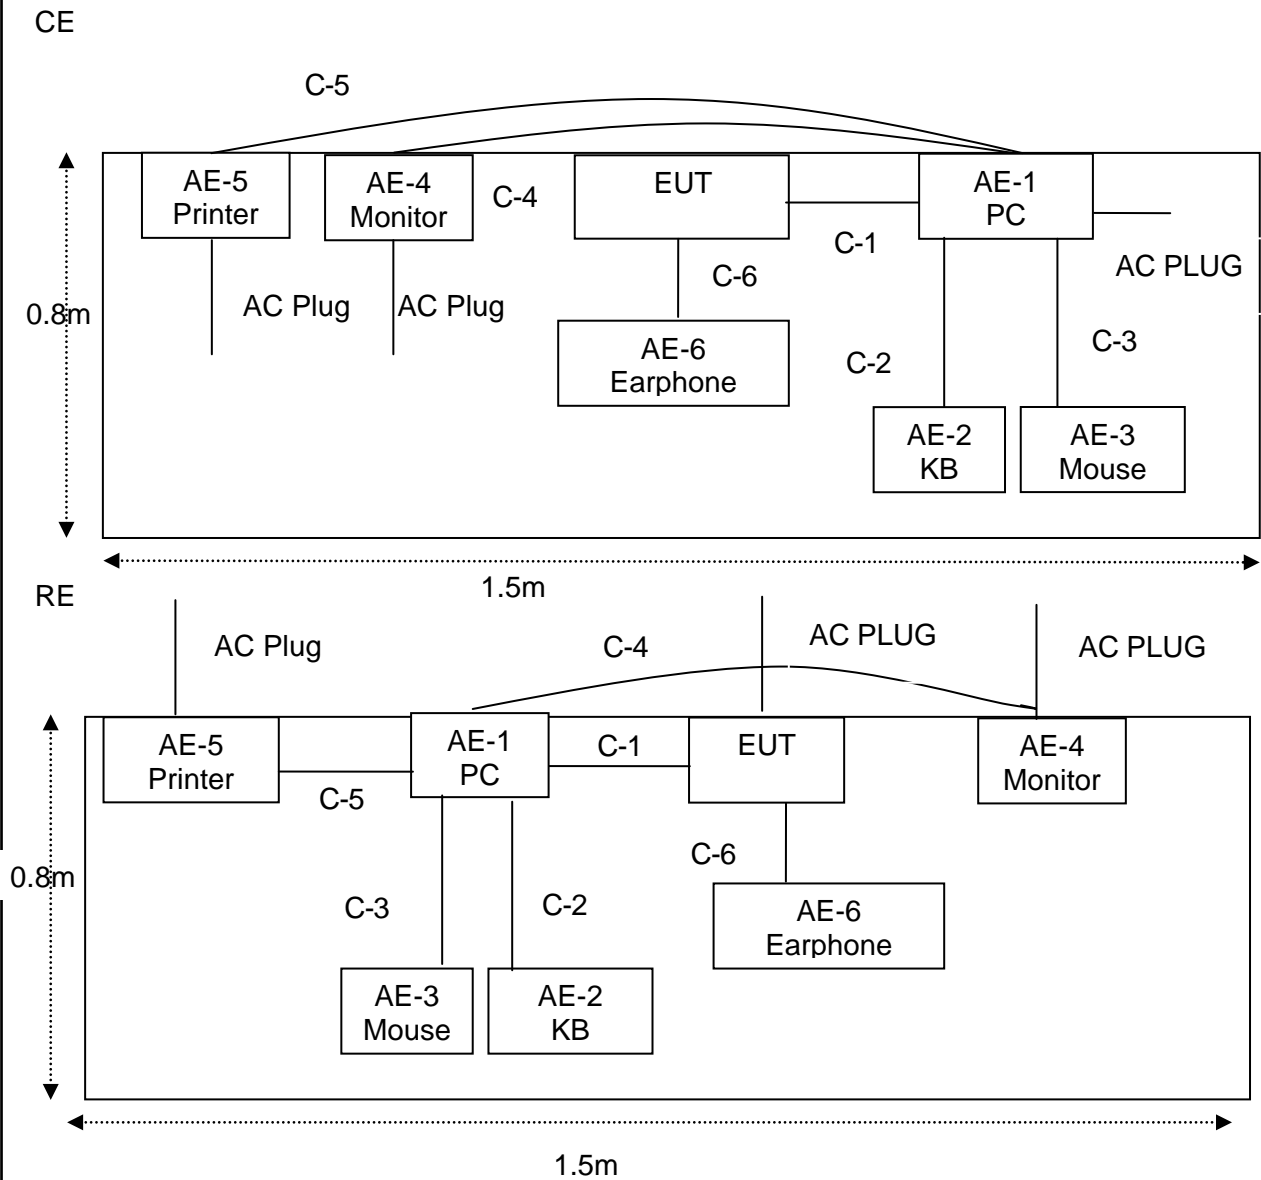 CE
C-5
AE-5
Printer
AE-4
Monitor
C-4
EUT
AE-1
PC
C-1
AC PLUG
C-6
AC Plug
AC Plug
0.8m
AE-6
Earphone
C-2
C-3
AE-2
KB
AE-3
Mouse
1.5m
RE
AC Plug
C-4
AC PLUG
AC PLUG
AE-5
Printer
AE-1
PC
C-1
EUT
AE-4
Monitor
C-5
C-6
0.8m
C-3
C-2
AE-6
Earphone
AE-3
Mouse
AE-2
KB
1.5m